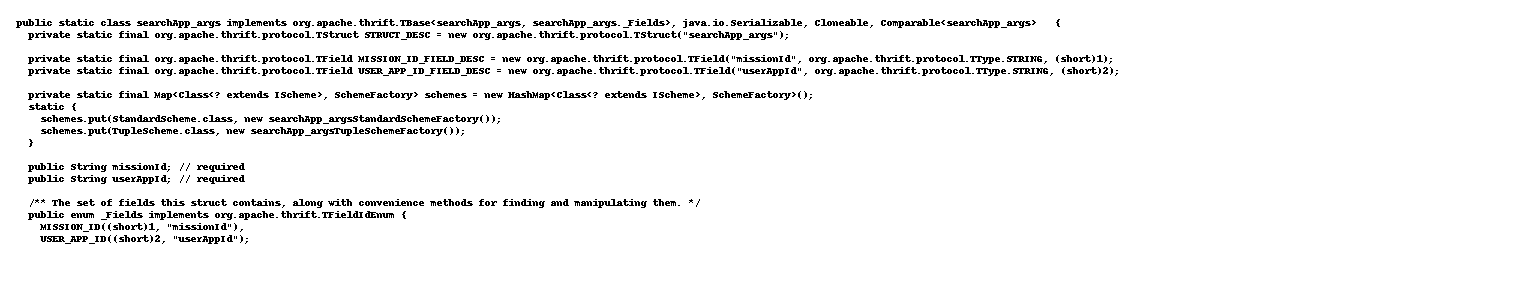 public static class searchApp_args implements org.apache.thrift.TBase<searchApp_args, searchApp_args._Fields>, java.io.Serializable, Cloneable, Comparable<searchApp_args>   {
  private static final org.apache.thrift.protocol.TStruct STRUCT_DESC = new org.apache.thrift.protocol.TStruct("searchApp_args");

  private static final org.apache.thrift.protocol.TField MISSION_ID_FIELD_DESC = new org.apache.thrift.protocol.TField("missionId", org.apache.thrift.protocol.TType.STRING, (short)1);
  private static final org.apache.thrift.protocol.TField USER_APP_ID_FIELD_DESC = new org.apache.thrift.protocol.TField("userAppId", org.apache.thrift.protocol.TType.STRING, (short)2);

  private static final Map<Class<? extends IScheme>, SchemeFactory> schemes = new HashMap<Class<? extends IScheme>, SchemeFactory>();
  static {
    schemes.put(StandardScheme.class, new searchApp_argsStandardSchemeFactory());
    schemes.put(TupleScheme.class, new searchApp_argsTupleSchemeFactory());
  }

  public String missionId; // required
  public String userAppId; // required

  /** The set of fields this struct contains, along with convenience methods for finding and manipulating them. */
  public enum _Fields implements org.apache.thrift.TFieldIdEnum {
    MISSION_ID((short)1, "missionId"),
    USER_APP_ID((short)2, "userAppId");